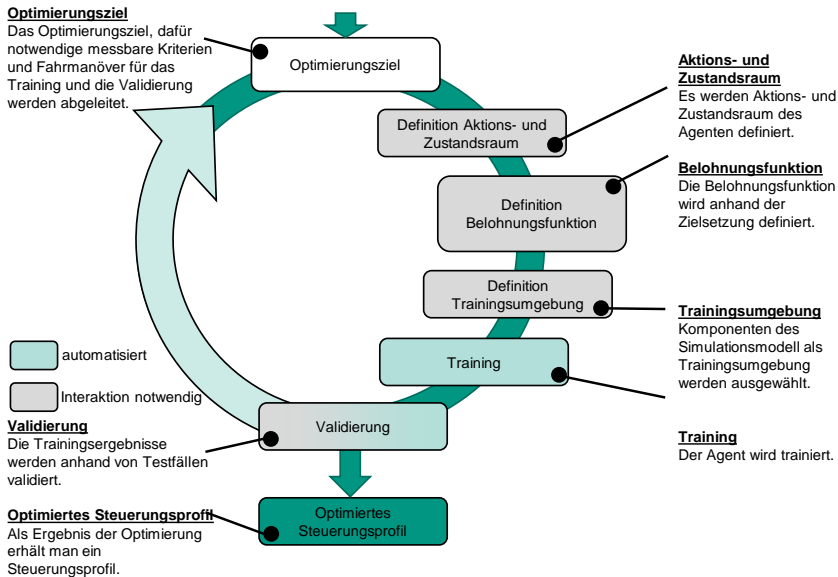 Optimierungsziel
Das Optimierungsziel, dafür
notwendige messbare Kriterien
und Fahrmanöver für das
Training und die Validierung
werden abgeleitet.
Optimierungsziel
Definition Aktions- und
Zustandsraum
Definition
Belohnungsfunktion
Definition
Trainingsumgebung
Training
Validierung
Optimiertes
Steuerungsprofil
Aktions- und
Zustandsraum
Es werden Aktions- und
Zustandsraum des
Agenten definiert.
Belohnungsfunktion
Die Belohnungsfunktion
wird anhand der
Zielsetzung definiert.
Trainingsumgebung
Komponenten des
Simulationsmodell als
Trainingsumgebung
werden ausgewählt.
Training
Der Agent wird trainiert.
automatisiert
Interaktion notwendig
Validierung
Die Trainingsergebnisse
werden anhand von Testfällen
validiert.
Optimiertes Steuerungsprofil
Als Ergebnis der Optimierung
erhält man ein
Steuerungsprofil.